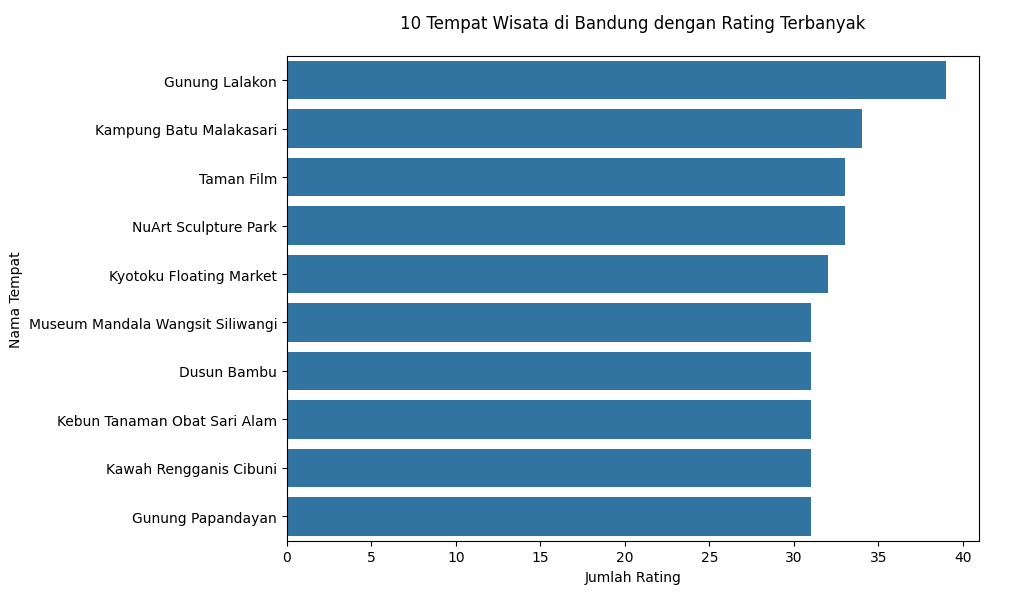 10 Tempat Wisata di Bandung dengan Rating Terbanyak
Nama Tempat
Gunung Lalakon
Kampung Batu Malakasari
Taman Film
NuArt Sculpture Park
Kyotoku Floating Market
Museum Mandala Wangsit Siliwangi
Dusun Bambu
Kebun Tanaman Obat Sari Alam
Kawah Rengganis Cibuni
Gunung Papandayan
0 5 10 15 20 25 30 35 40
Jumlah Rating